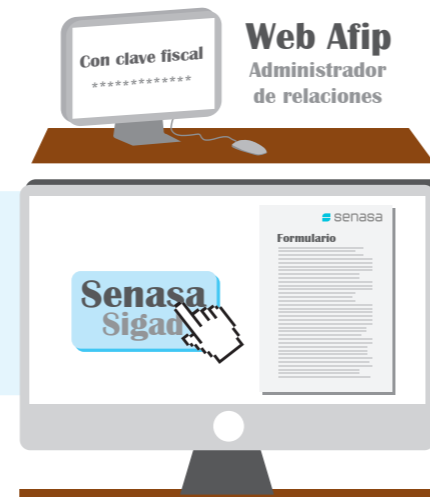 Con clave fiscal
*************
Web Afip
Administrador
de relaciones
senasa
Formulario
Senasa
Sigad